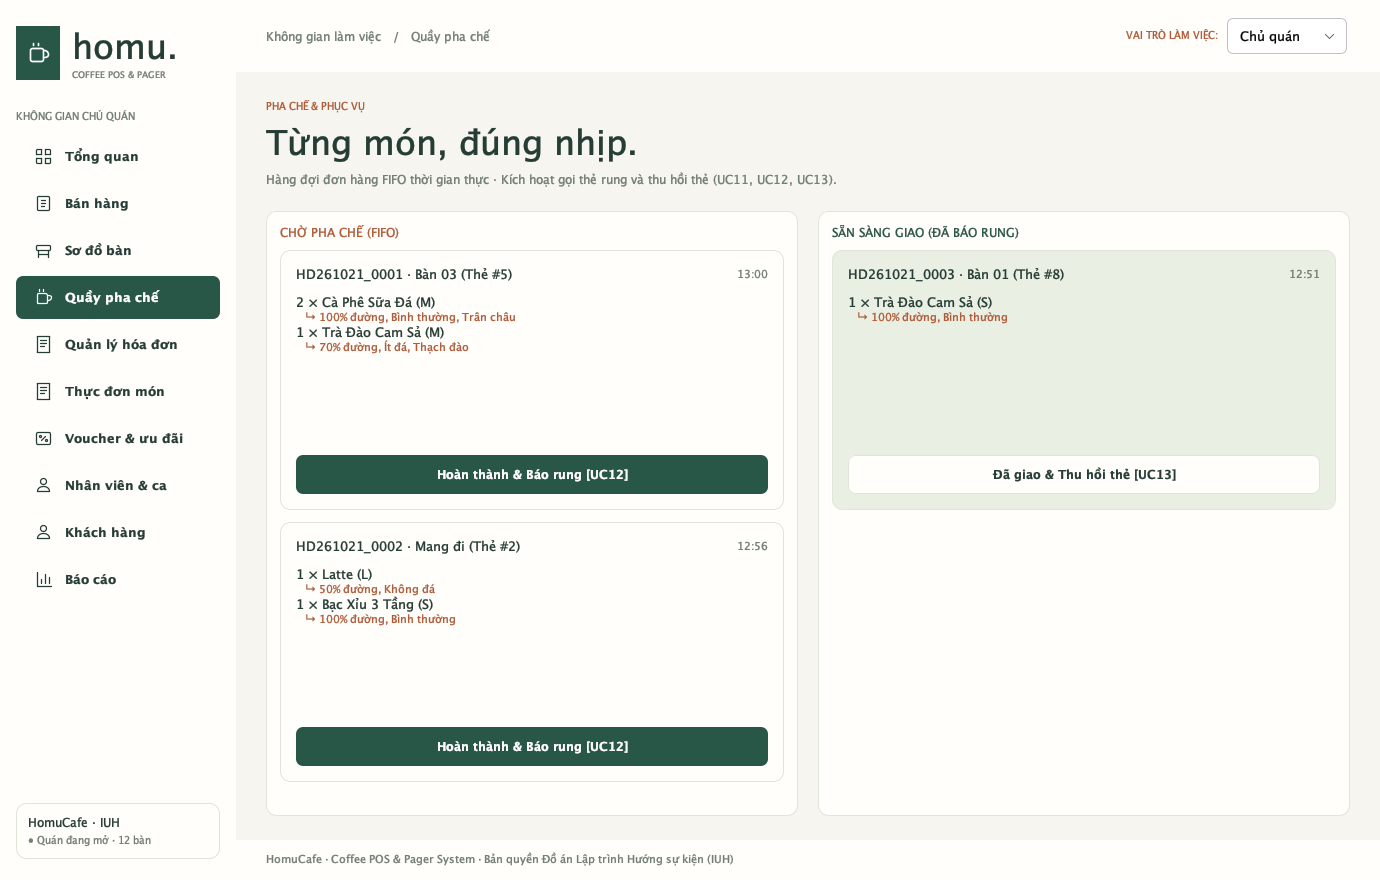 homu.
COFFEE POS & PAGER
KHÔNG GIAN CHỦ QUÁN
Tổng quan
Bán hàng
Sơ đồ bàn
Quầy pha chế
Quản lý hóa đơn
Thực đơn món
Voucher & ưu đãi
Nhân viên & ca
Khách hàng
Báo cáo
HomuCafe · IUH
● Quán đang mở · 12 bàn
Không gian làm việc / Quầy pha chế
VAI TRÒ LÀM VIỆC: Chủ quán
PHA CHẾ & PHỤC VỤ
Từng món, đúng nhịp.
Hàng đợi đơn hàng FIFO thời gian thực · Kích hoạt gọi thẻ rung và thu hồi thẻ (UC11, UC12, UC13).
CHỜ PHA CHẾ (FIFO)
HD261021_0001 · Bàn 03 (Thẻ #5) 13:00
2 × Cà Phê Sữa Đá (M)
↪ 100% đường, Bình thường, Trân châu
1 × Trà Đào Cam Sả (M)
↪ 70% đường, Ít đá, Thạch đào
Hoàn thành & Báo rung [UC12]
HD261021_0002 · Mang đi (Thẻ #2) 12:56
1 × Latte (L)
↪ 50% đường, Không đá
1 × Bạc Xỉu 3 Tầng (S)
↪ 100% đường, Bình thường
Hoàn thành & Báo rung [UC12]
SẴN SÀNG GIAO (ĐÃ BÁO RUNG)
HD261021_0003 · Bàn 01 (Thẻ #8) 12:51
1 × Trà Đào Cam Sả (S)
↪ 100% đường, Bình thường
Đã giao & Thu hồi thẻ [UC13]
HomuCafe · Coffee POS & Pager System · Bản quyền Đồ án Lập trình Hướng sự kiện (IUH)